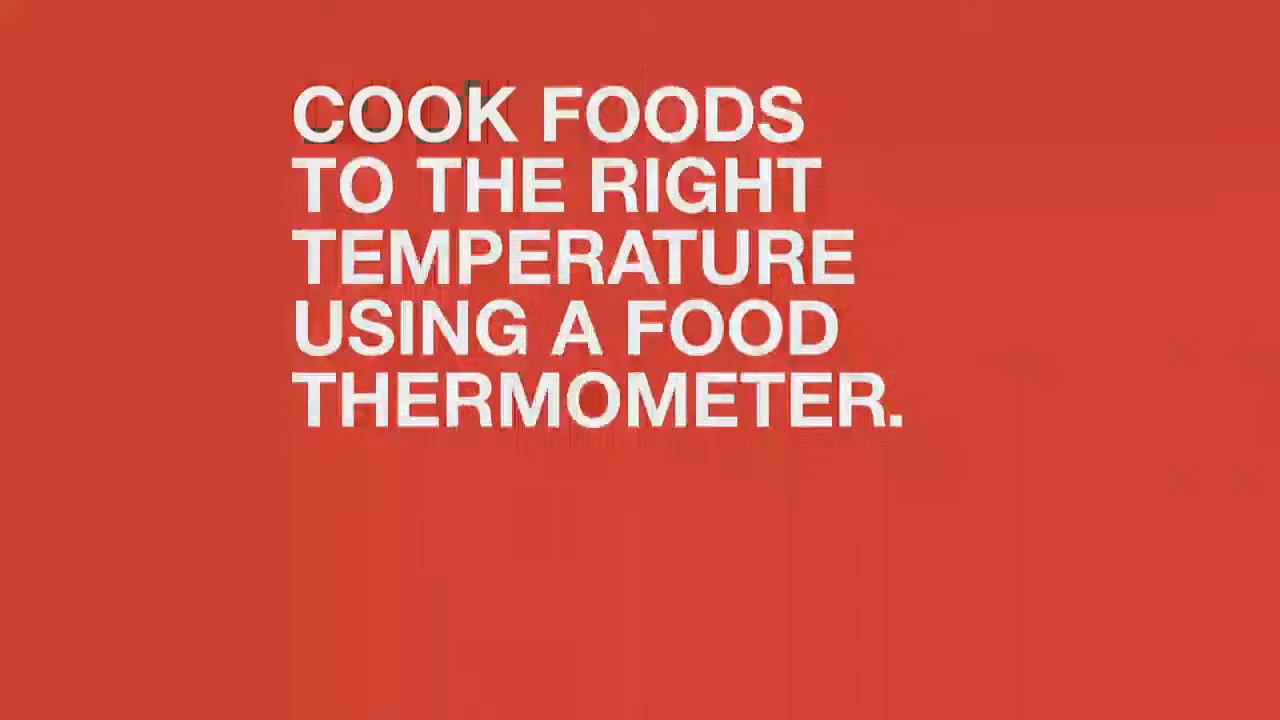 COOK FOODS
TO THE RIGHT
TEMPERATURE
USING A FOOD
THERMOMETER.